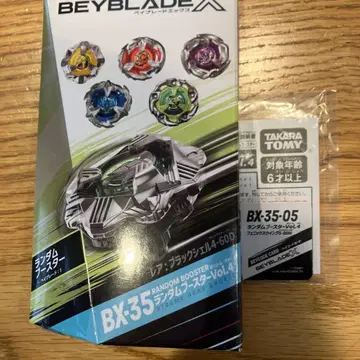 BEYBLADE X
ベイブレードエックス
ランダム
ブースター
レア：ブラックシェル4-60D
BX-35
RANDOM BOOSTER
ランダムブースターVol.4
TAKARA
TOMY
対象年齢
6才以上
BX-35-05
ランダムブースターVol.4
BEYBLADE X